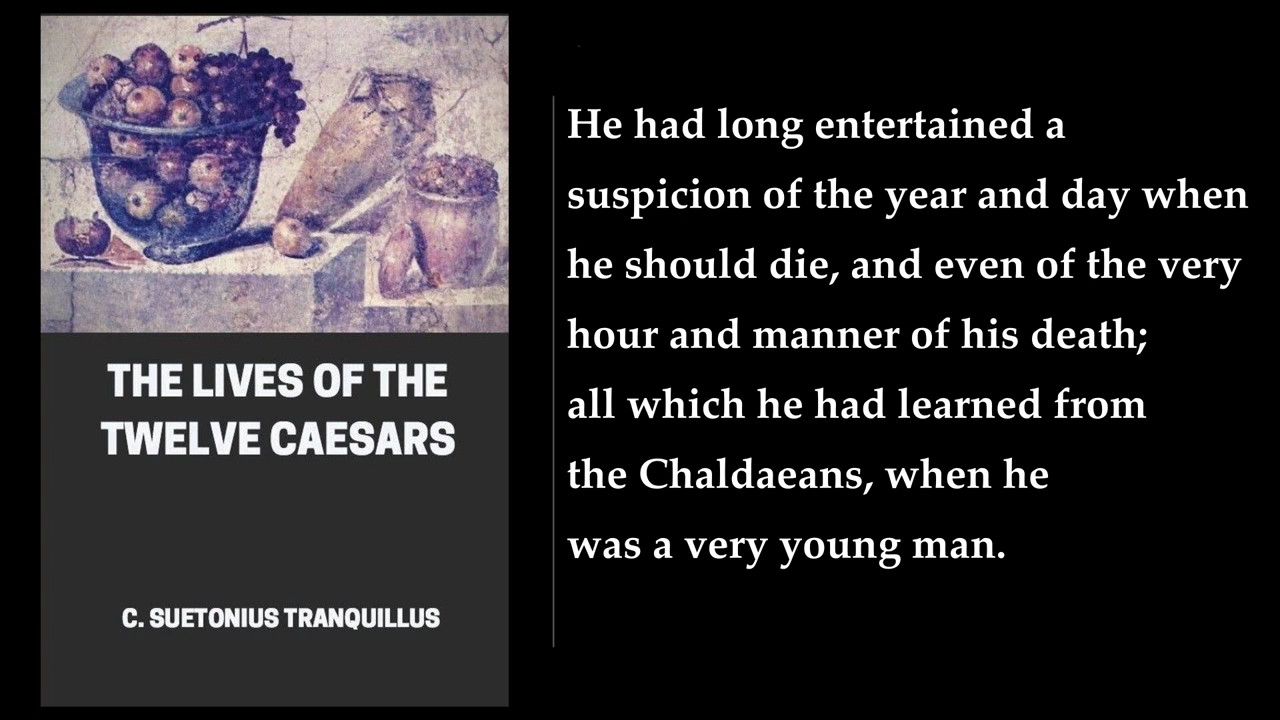 THE LIVES OF THE
TWELVE CAESARS
C. SUETONIUS TRANQUILLUS
He had long entertained a
suspicion of the year and day when
he should die, and even of the very
hour and manner of his death;
all which he had learned from
the Chaldaeans, when he
was a very young man.